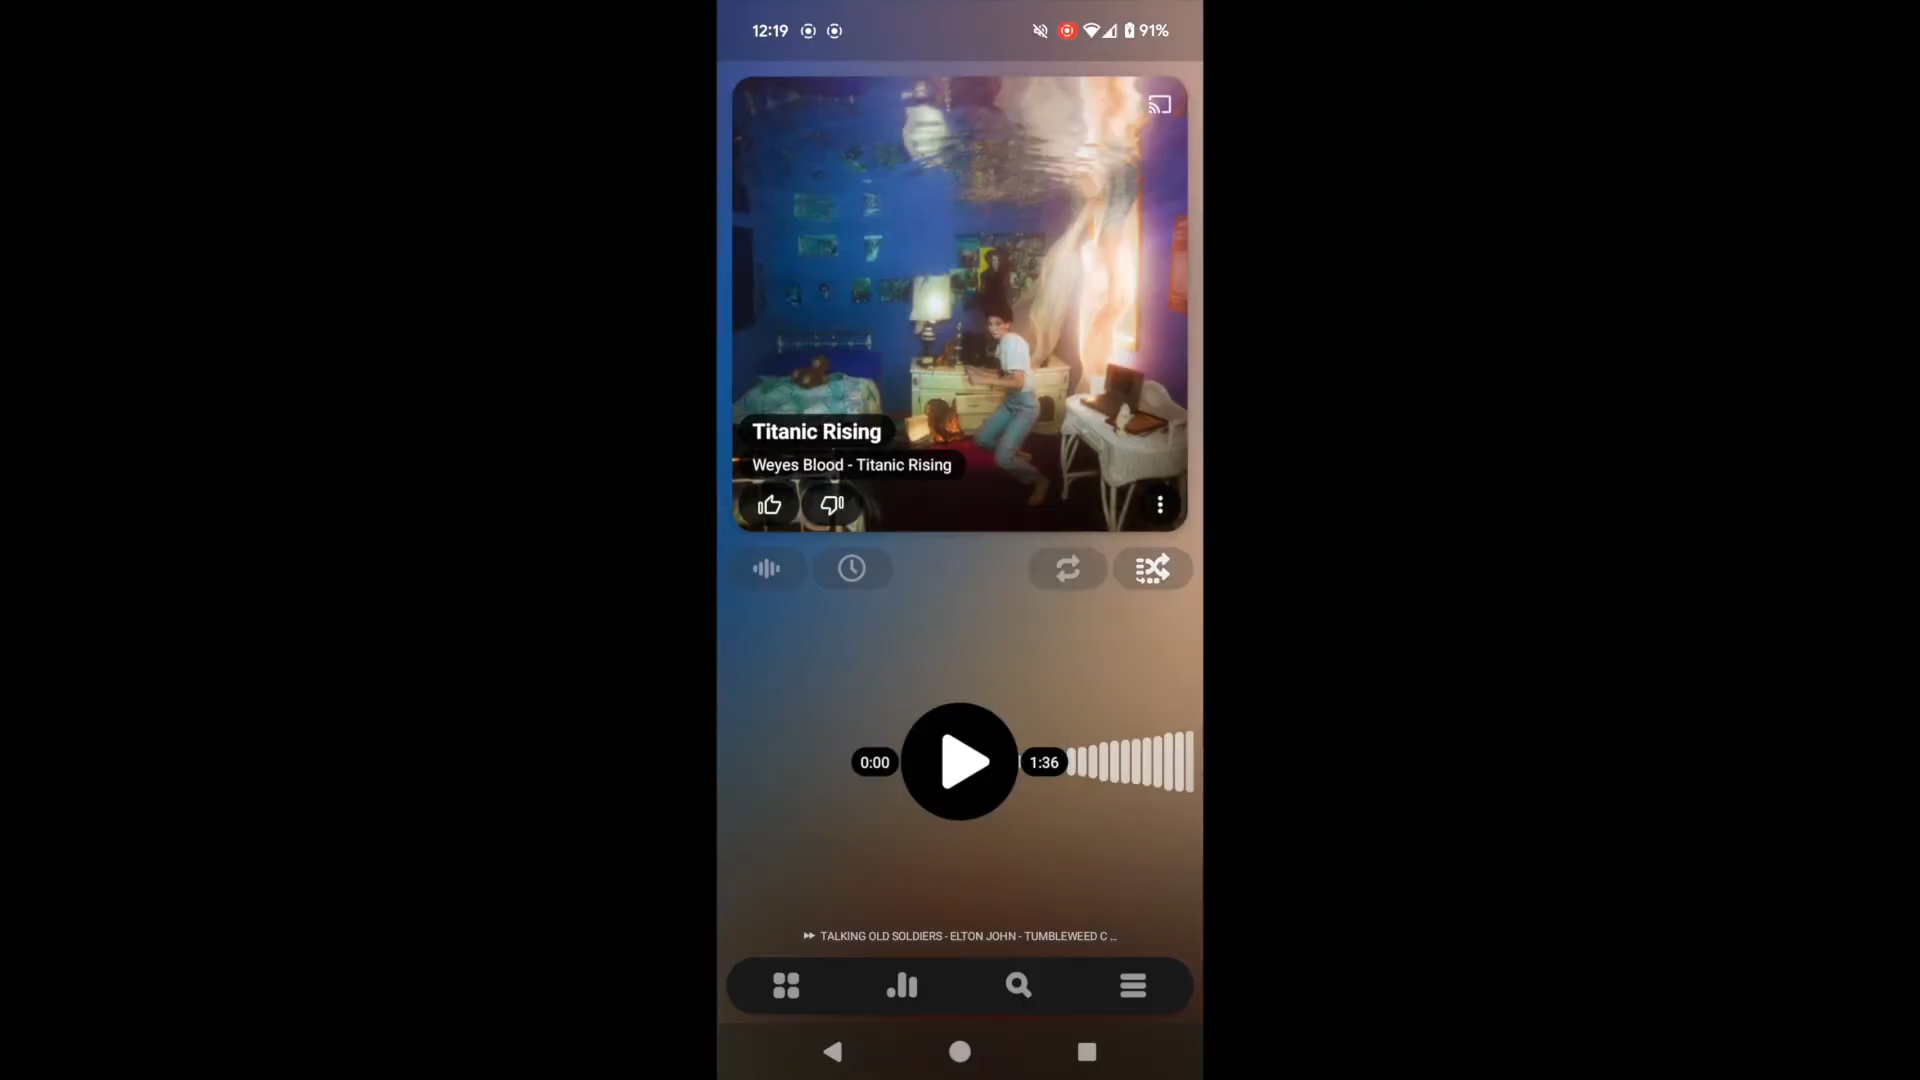 12:19
91%
Titanic Rising
Weyes Blood - Titanic Rising
0:00
1:36
TALKING OLD SOLDIERS - ELTON JOHN - TUMBLEWEED C ...